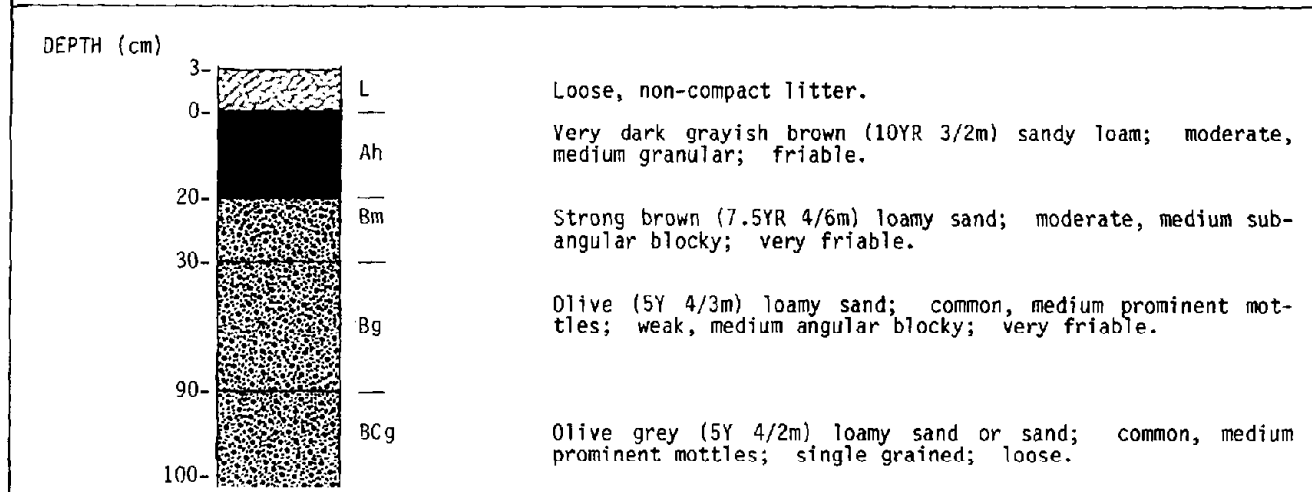 DEPTH (cm)
3-
L
Loose, non-compact litter.
0-
Very dark grayish brown (10YR 3/2m) sandy loam; moderate,
medium granular; friable.
Ah
20-
Bm
Strong brown (7.5YR 4/6m) loamy sand; moderate, medium sub-
angular blocky; very friable.
30-
Olive (5Y 4/3m) loamy sand; common, medium prominent mot-
tles; weak, medium angular blocky; very friable.
Bg
90-
BCg
Olive grey (5Y 4/2m) loamy sand or sand; common, medium
prominent mottles; single grained; loose.
100-